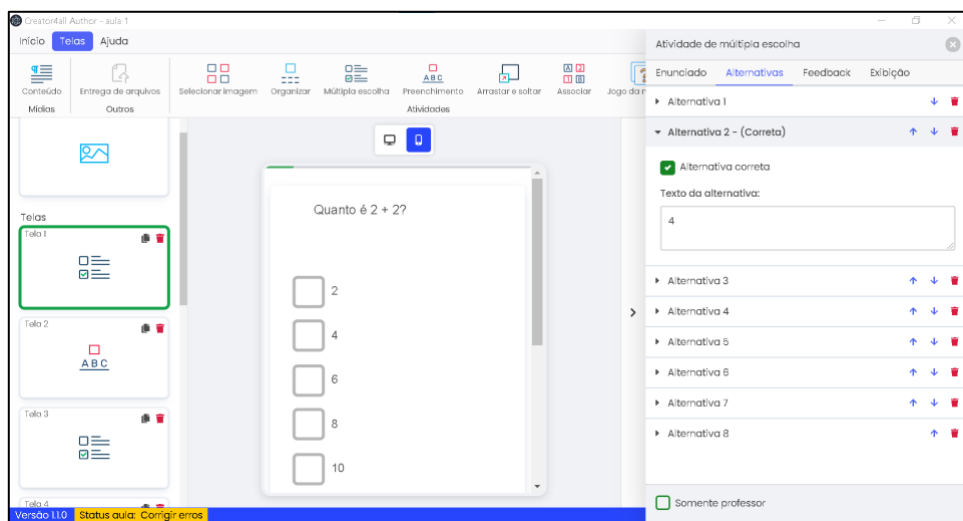 Creator4all Author - aula 1
Início Telas Ajuda
Conteúdo
Entrega de arquivos
Selecionar Imagem
Organizar
Múltipla escolha
ABC
Preenchimento
Arrastar e soltar
A 2
1 B
Associar
Mídias
Outros
Atividades
Telas
Tela 1
Tela 2
ABC
Tela 3
Tela 4
Versão 1.1.0 Status aula: Corrigir erros
Quanto é 2 + 2?
2
4
6
8
10
Atividade de múltipla escolha
Enunciado Alternativas Feedback Exibição
Alternativa 1
Alternativa 2 - (Correta)
Alternativa correta
Texto da alternativa:
4
Alternativa 3
Alternativa 4
Alternativa 5
Alternativa 6
Alternativa 7
Alternativa 8
Somente professor